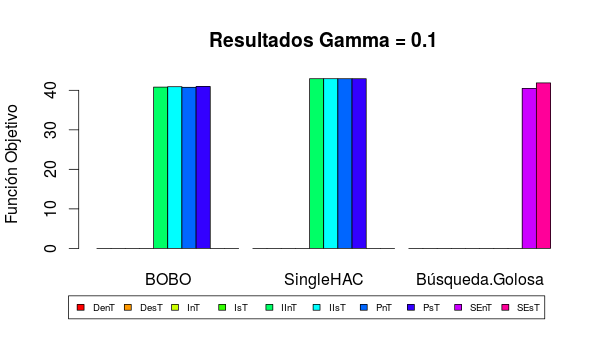 Resultados Gamma = 0.1
Función Objetivo
40
30
20
10
0
BOBO SingleHAC Búsqueda.Golosa
DenT DesT InT IsT IInT IIsT PnT PsT SEnT SEsT